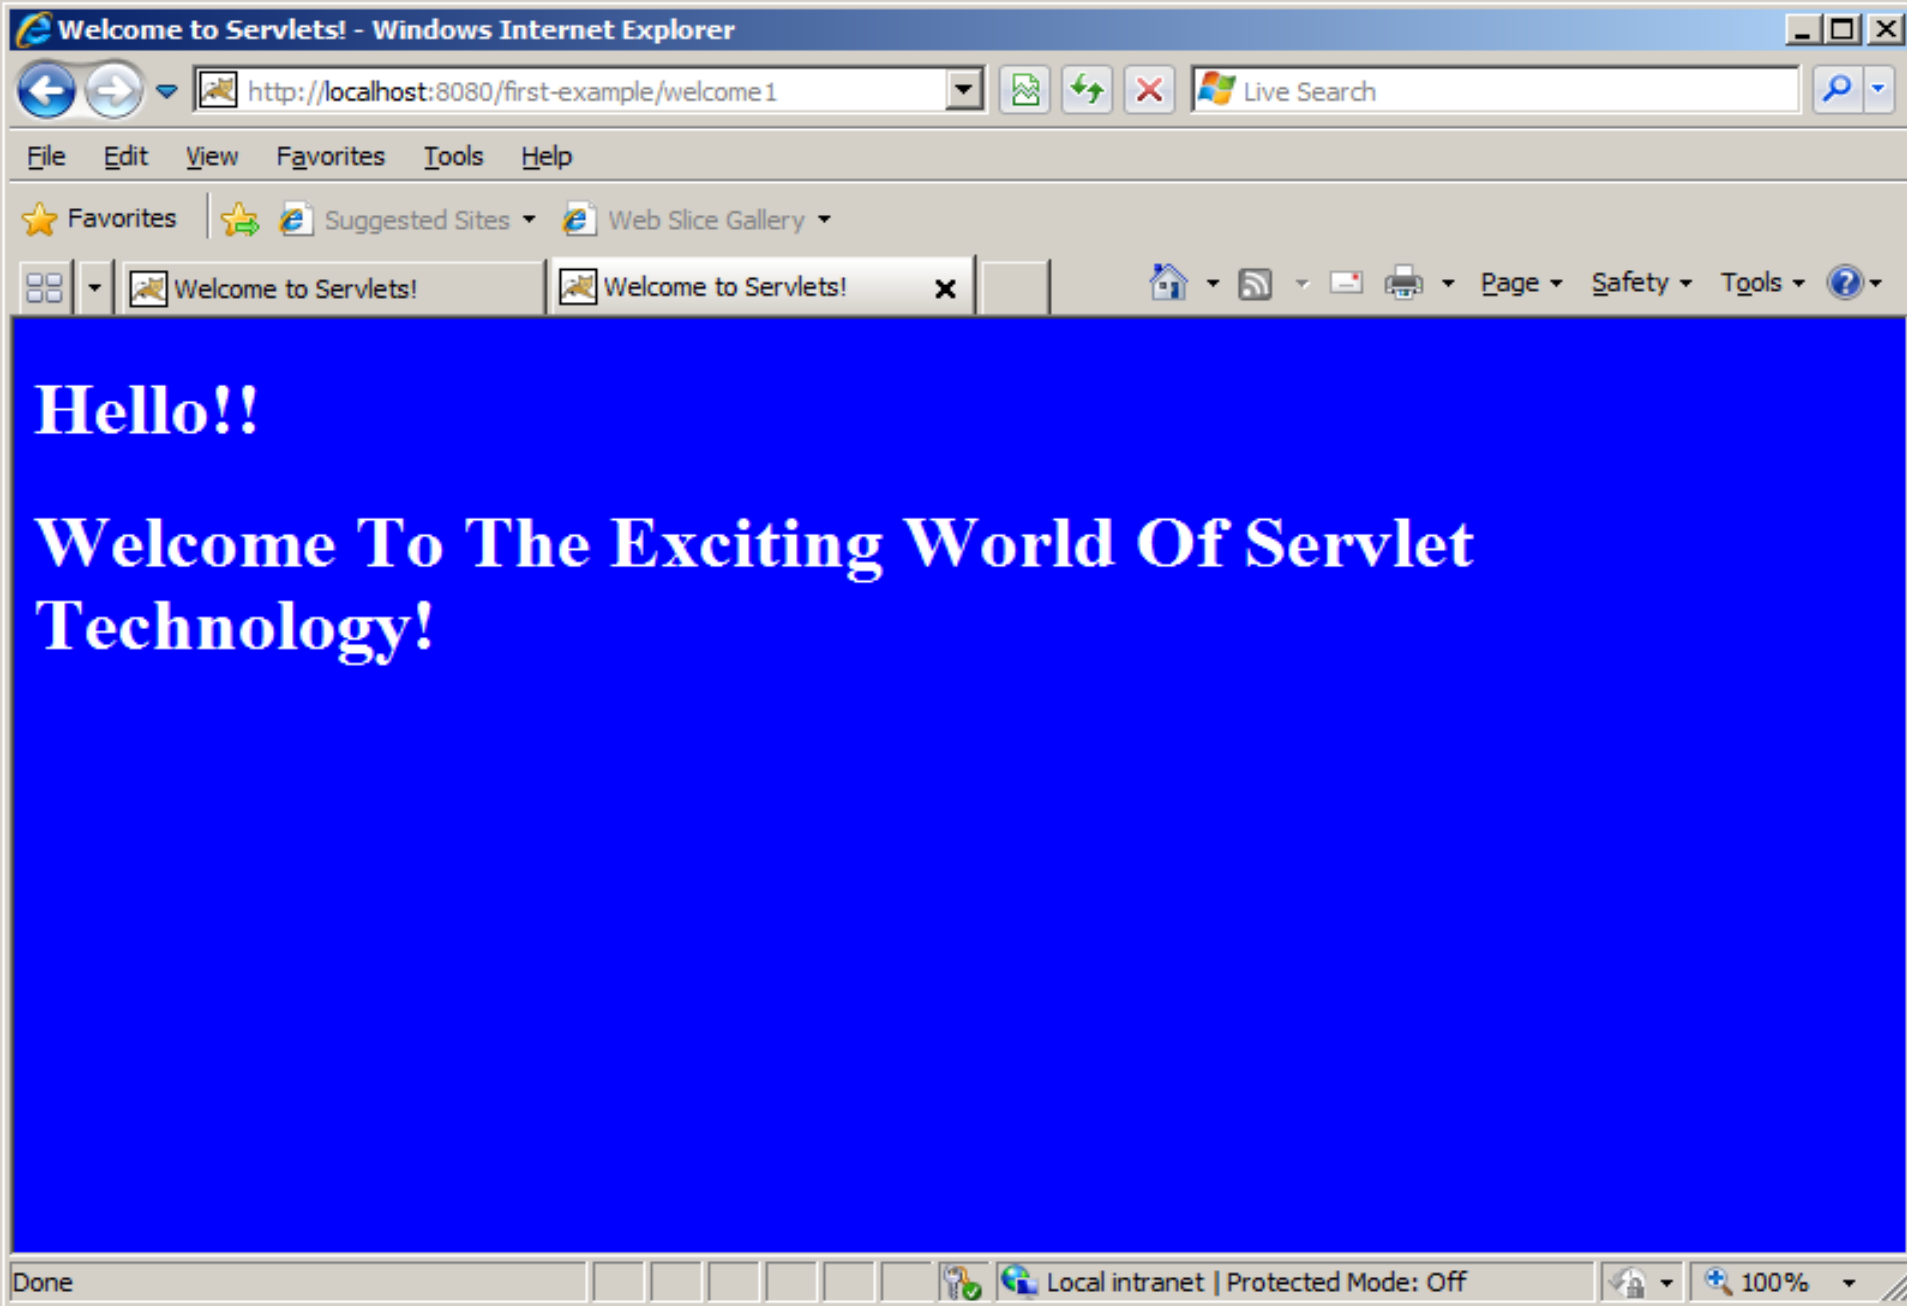 Welcome to Servlets! - Windows Internet Explorer
http://localhost:8080/first-example/welcome1
Live Search
File Edit View Favorites Tools Help
Favorites Suggested Sites Web Slice Gallery
Welcome to Servlets! Welcome to Servlets! Page Safety Tools
Hello!!
Welcome To The Exciting World Of Servlet
Technology!
Done Local intranet | Protected Mode: Off 100%